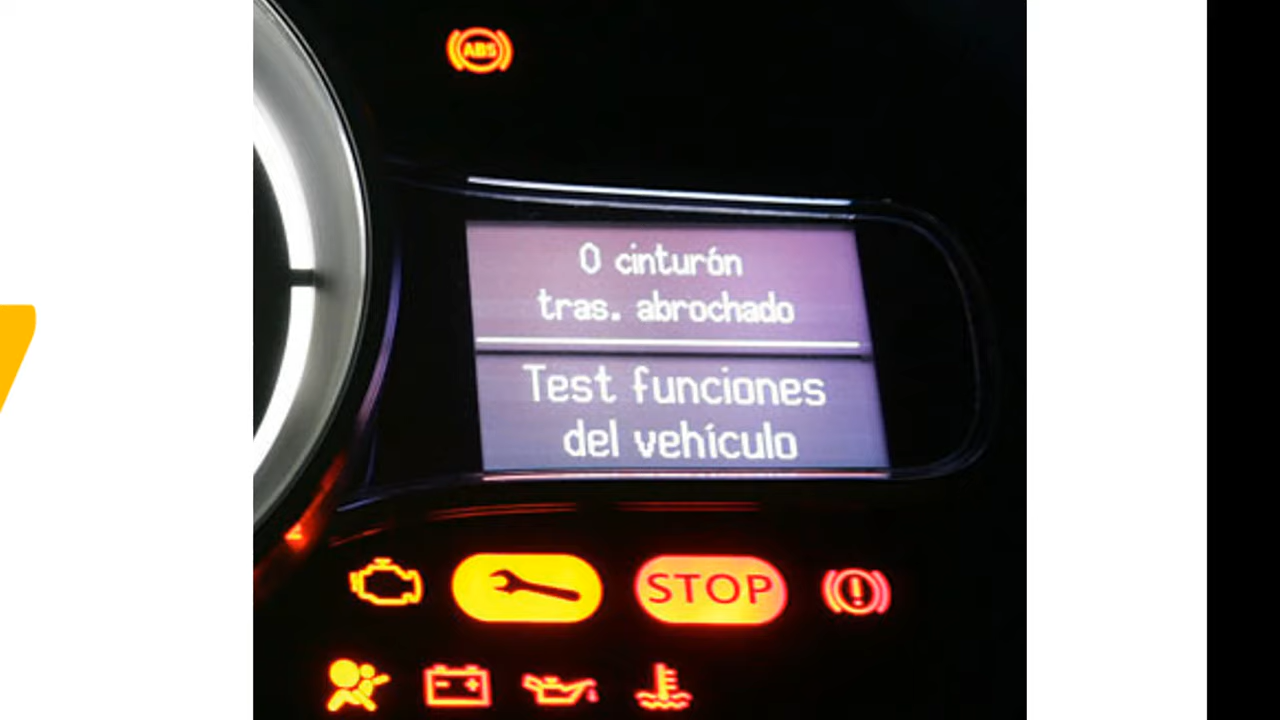 ABS
0 cinturón
tras. abrochado
Test funciones
del vehículo
STOP